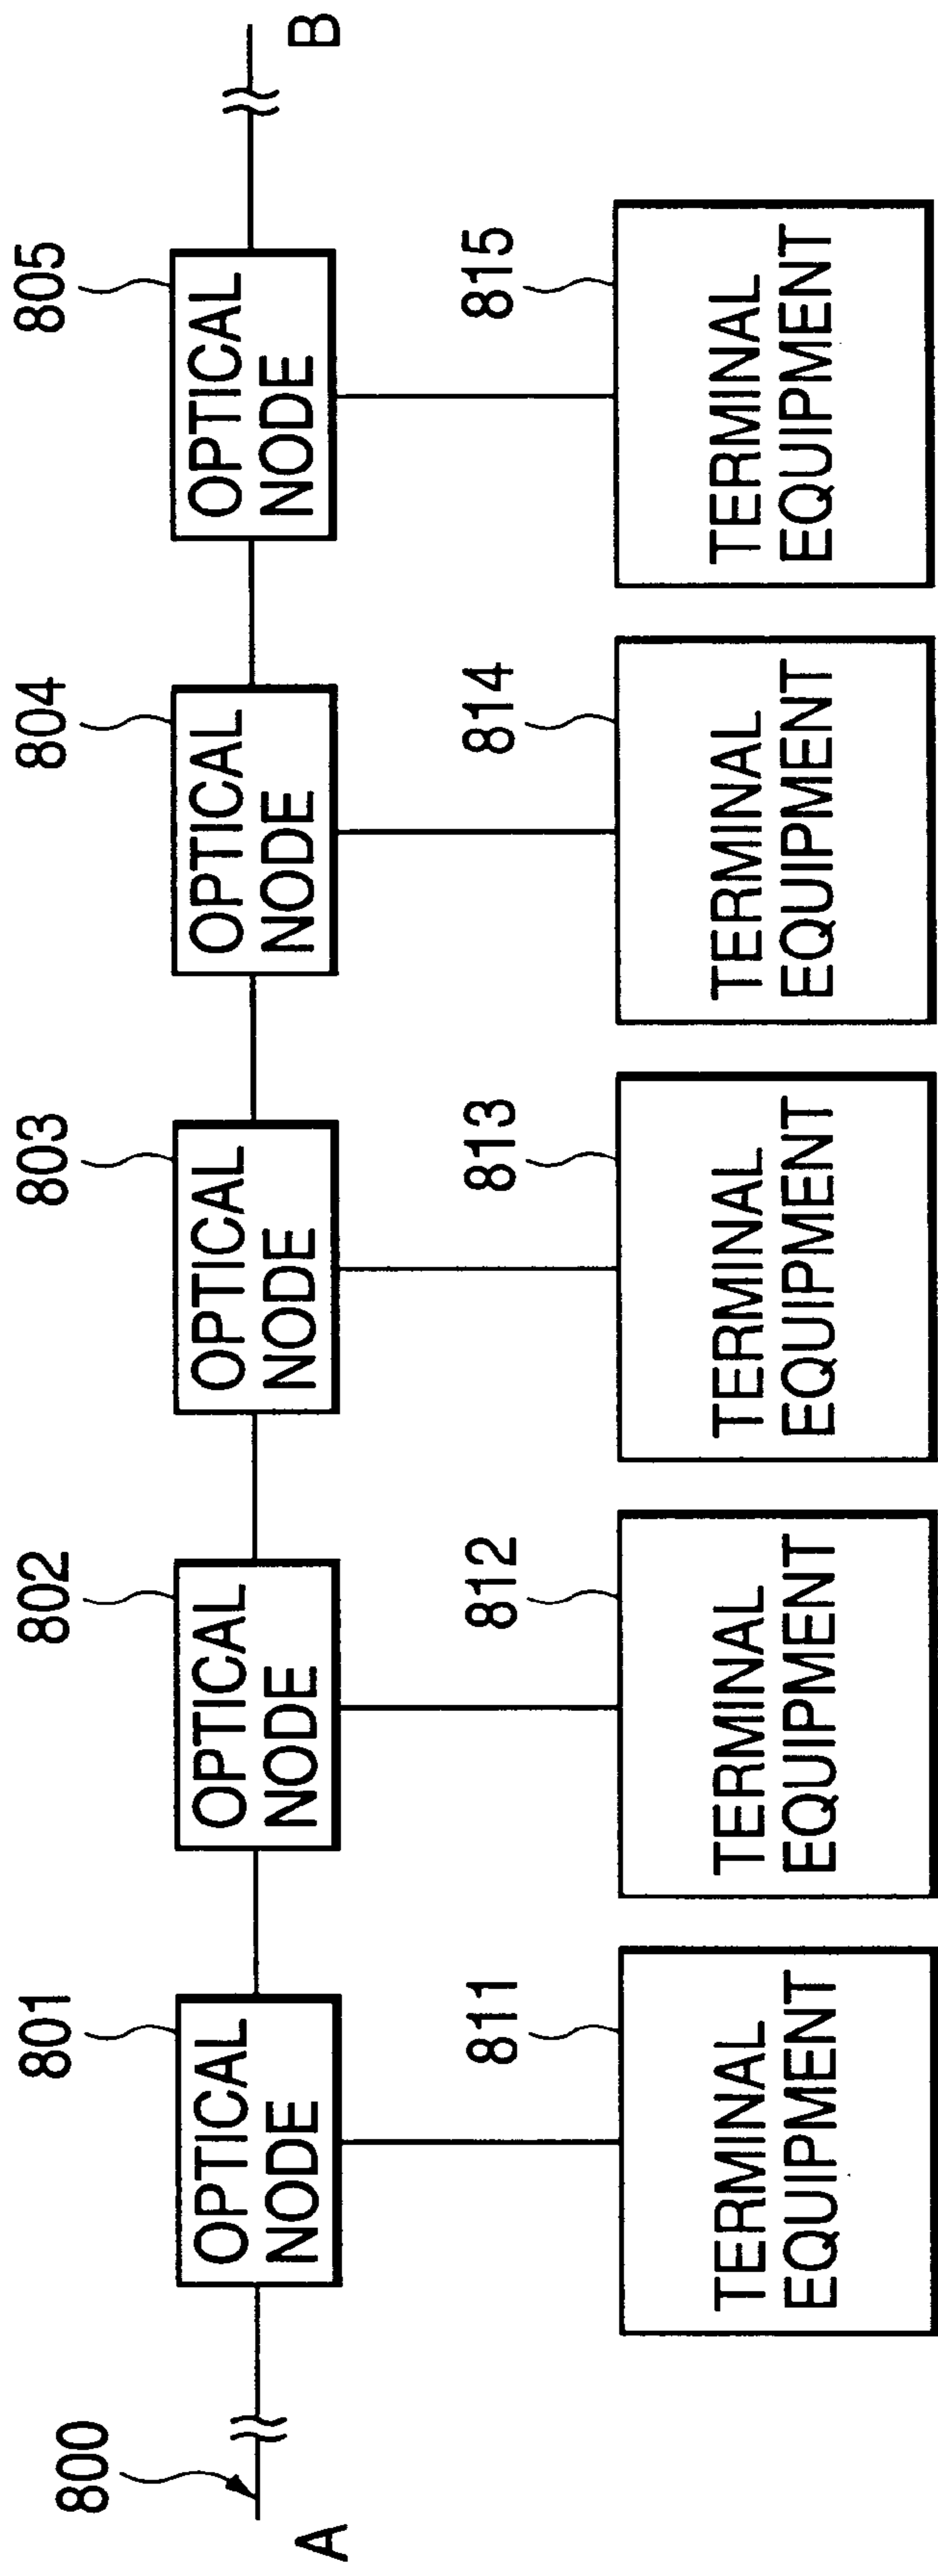 800
A
801
OPTICAL
NODE
802
OPTICAL
NODE
803
OPTICAL
NODE
804
OPTICAL
NODE
805
OPTICAL
NODE
B
811
TERMINAL
EQUIPMENT
812
TERMINAL
EQUIPMENT
813
TERMINAL
EQUIPMENT
814
TERMINAL
EQUIPMENT
815
TERMINAL
EQUIPMENT